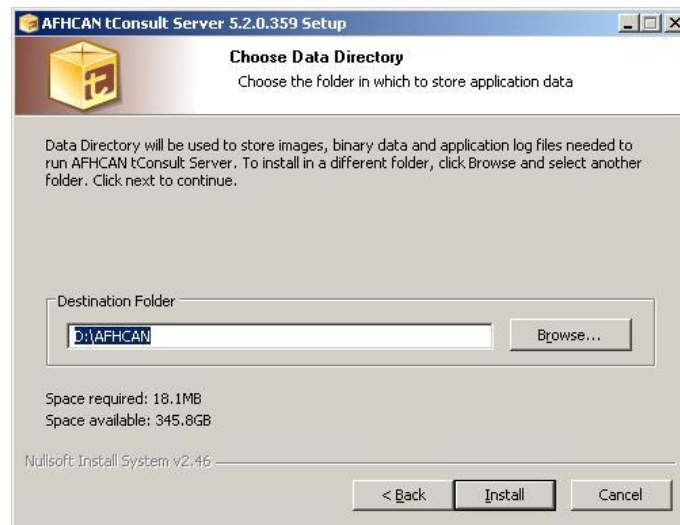 AFHCAN tConsult Server 5.2.0.359 Setup
Choose Data Directory
Choose the folder in which to store application data
t
Data Directory will be used to store images, binary data and application log files needed to
run AFHCAN tConsult Server. To install in a different folder, click Browse and select another
folder. Click next to continue.
Destination Folder
D:\AFHCAN
Browse...
Space required: 18.1MB
Space available: 345.8GB
Nullsoft Install System v2.46
< Back
Install
Cancel